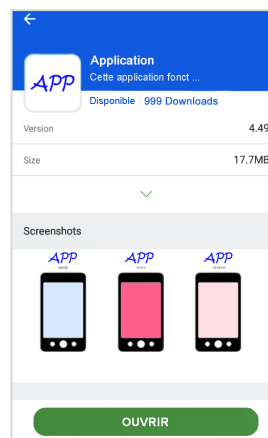 Application
Cette application fonct ...
APP
Disponible 999 Downloads
Version 4.49
Size 17.7MB
Screenshots
APP APP APP
OUVRIR